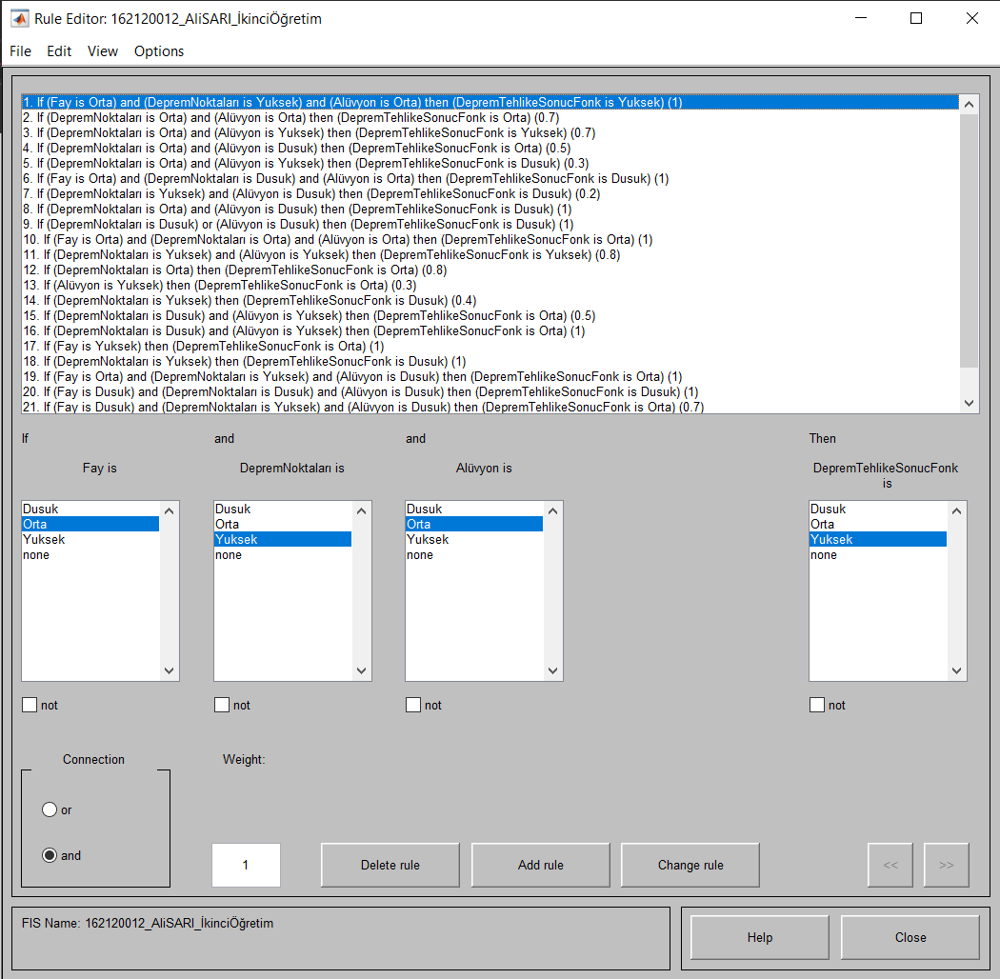 Rule Editor: 162120012_AliSARI_İkinciÖğretim
File Edit View Options
1. If (Fay is Orta) and (DepremNoktaları is Yuksek) and (Alüvyon is Orta) then (DepremTehlikeSonucFonk is Yuksek) (1)
2. If (DepremNoktaları is Orta) and (Alüvyon is Orta) then (DepremTehlikeSonucFonk is Orta) (0.7)
3. If (DepremNoktaları is Orta) and (Alüvyon is Yuksek) then (DepremTehlikeSonucFonk is Yuksek) (0.7)
4. If (DepremNoktaları is Orta) and (Alüvyon is Dusuk) then (DepremTehlikeSonucFonk is Orta) (0.5)
5. If (DepremNoktaları is Orta) and (Alüvyon is Yuksek) then (DepremTehlikeSonucFonk is Dusuk) (0.3)
6. If (Fay is Orta) and (DepremNoktaları is Dusuk) and (Alüvyon is Orta) then (DepremTehlikeSonucFonk is Dusuk) (1)
7. If (DepremNoktaları is Yuksek) and (Alüvyon is Dusuk) then (DepremTehlikeSonucFonk is Dusuk) (0.2)
8. If (DepremNoktaları is Orta) and (Alüvyon is Dusuk) then (DepremTehlikeSonucFonk is Dusuk) (1)
9. If (DepremNoktaları is Dusuk) or (Alüvyon is Dusuk) then (DepremTehlikeSonucFonk is Dusuk) (1)
10. If (Fay is Orta) and (DepremNoktaları is Orta) and (Alüvyon is Orta) then (DepremTehlikeSonucFonk is Orta) (1)
11. If (DepremNoktaları is Yuksek) and (Alüvyon is Yuksek) then (DepremTehlikeSonucFonk is Yuksek) (0.8)
12. If (DepremNoktaları is Orta) then (DepremTehlikeSonucFonk is Orta) (0.8)
13. If (Alüvyon is Yuksek) then (DepremTehlikeSonucFonk is Orta) (0.3)
14. If (DepremNoktaları is Yuksek) then (DepremTehlikeSonucFonk is Dusuk) (0.4)
15. If (DepremNoktaları is Dusuk) and (Alüvyon is Yuksek) then (DepremTehlikeSonucFonk is Orta) (0.5)
16. If (DepremNoktaları is Dusuk) and (Alüvyon is Yuksek) then (DepremTehlikeSonucFonk is Orta) (1)
17. If (Fay is Yuksek) then (DepremTehlikeSonucFonk is Orta) (1)
18. If (DepremNoktaları is Yuksek) then (DepremTehlikeSonucFonk is Dusuk) (1)
19. If (Fay is Orta) and (DepremNoktaları is Yuksek) and (Alüvyon is Dusuk) then (DepremTehlikeSonucFonk is Orta) (1)
20. If (Fay is Dusuk) and (DepremNoktaları is Dusuk) and (Alüvyon is Dusuk) then (DepremTehlikeSonucFonk is Dusuk) (1)
21. If (Fay is Dusuk) and (DepremNoktaları is Yuksek) and (Alüvyon is Dusuk) then (DepremTehlikeSonucFonk is Orta) (0.7)
If and and Then
Fay is DepremNoktaları is Alüvyon is DepremTehlikeSonucFonk
is
Dusuk Dusuk Dusuk Dusuk
Orta Orta Orta Orta
Yuksek Yuksek Yuksek Yuksek
none none none none
not not not not
Connection Weight:
or
and
1 Delete rule Add rule Change rule << >>
FIS Name: 162120012_AliSARI_İkinciÖğretim
Help Close